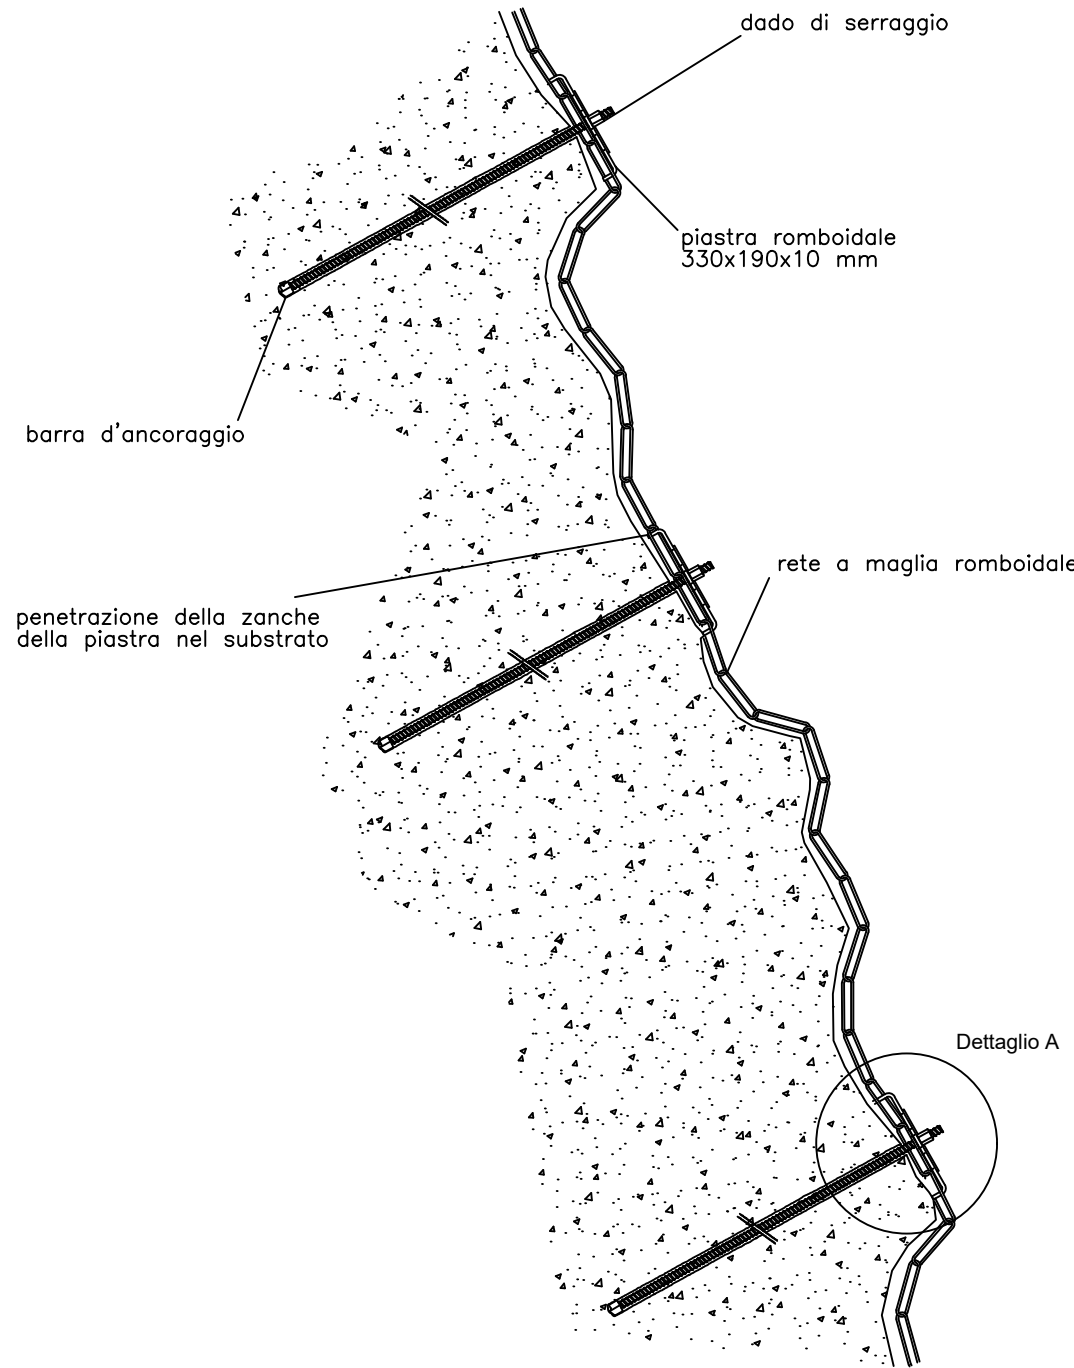 dado di serraggio
piastra romboidale
330x190x10 mm
barra d'ancoraggio
rete a maglia romboidale
penetrazione della zanche
della piastra nel substrato
Dettaglio A